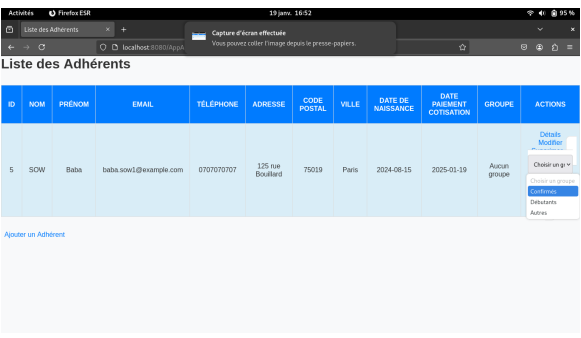 Activités Firefox ESR 19 janv. 16:52 95 %
Liste des Adhérents × +
Capture d'écran effectuée
Vous pouvez coller l'image depuis le presse-papiers.
localhost:8080/AppA
Liste des Adhérents
ID NOM PRÉNOM EMAIL TÉLÉPHONE ADRESSE CODE POSTAL VILLE DATE DE NAISSANCE DATE PAIEMENT COTISATION GROUPE ACTIONS
5 SOW Baba baba.sow1@example.com 0707070707 125 rue Bouillard 75019 Paris 2024-08-15 2025-01-19 Aucun groupe
Détails
Modifier
Choisir un gr
Choisir un groupe
Confirmés
Débutants
Autres
Ajouter un Adhérent